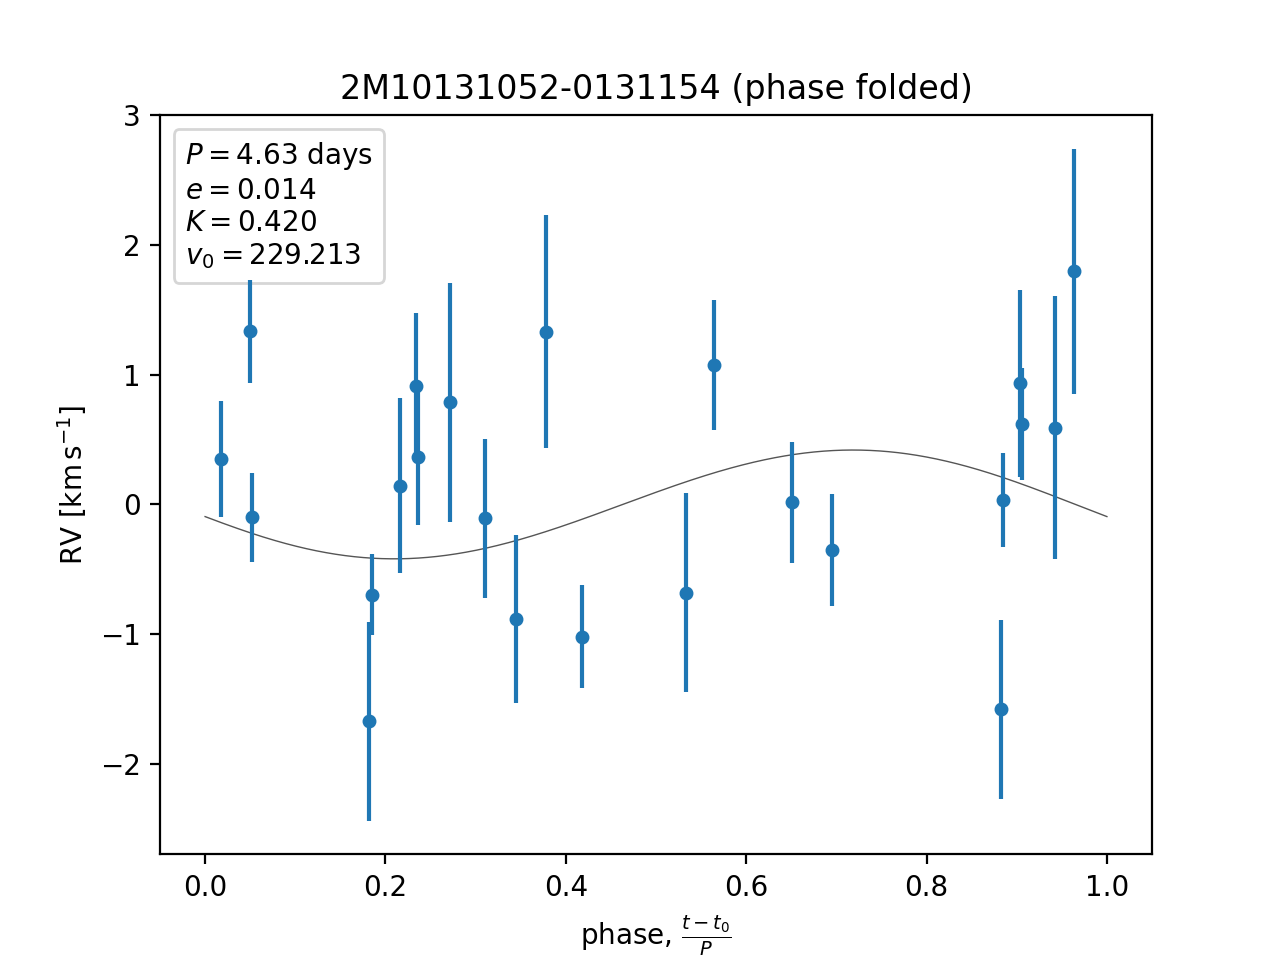 2M10131052-0131154 (phase folded)
P = 4.63 days
e = 0.014
K = 0.420
v₀ = 229.213
3
2
1
0
−1
−2
RV [km s⁻¹]
0.0 0.2 0.4 0.6 0.8 1.0
phase, (t − t₀)/P